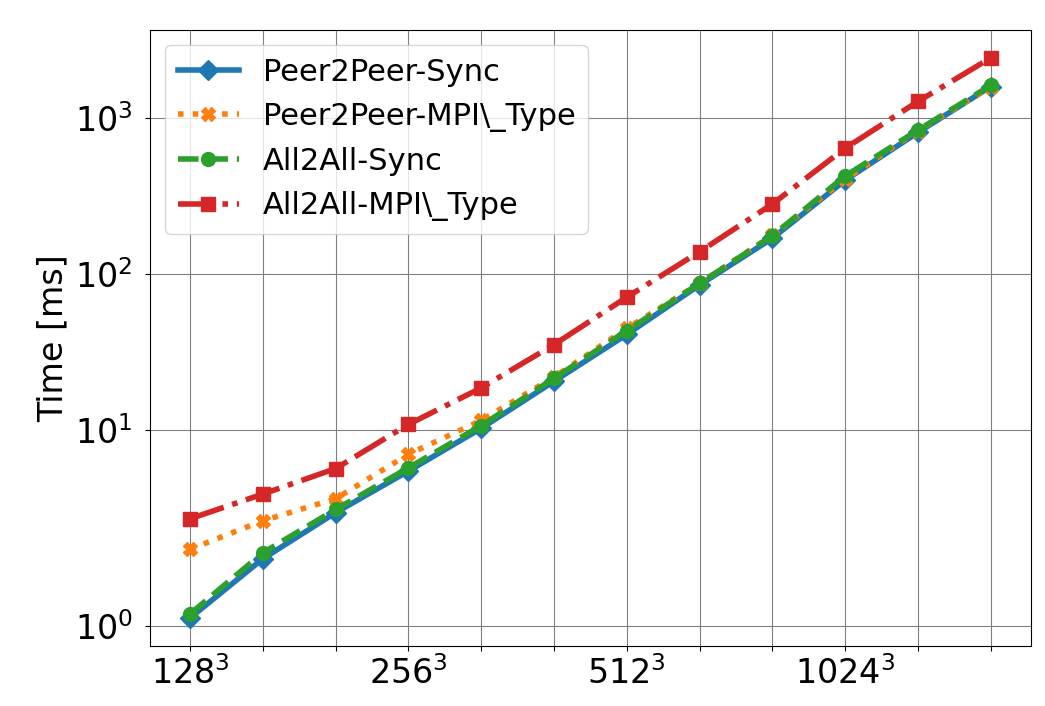 Peer2Peer-Sync
Peer2Peer-MPI\_Type
All2All-Sync
All2All-MPI\_Type
Time [ms]
10³
10²
10¹
10⁰
128³ 256³ 512³ 1024³